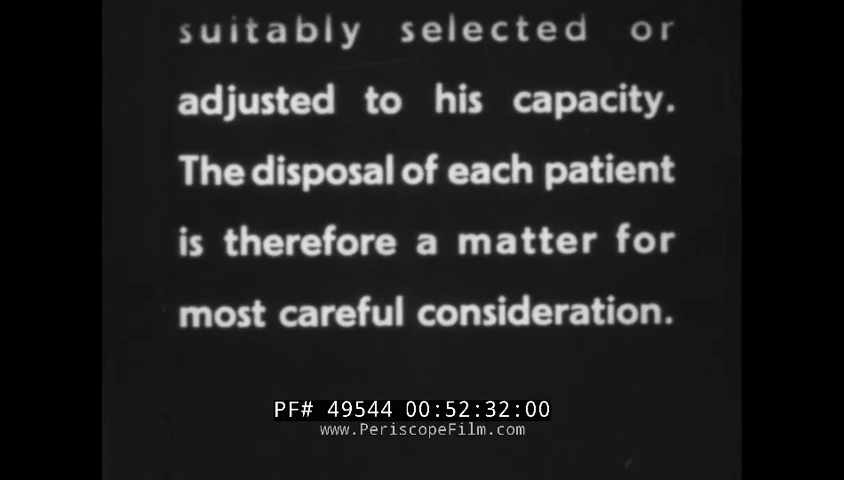 suitably selected or
adjusted to his capacity.
The disposal of each patient
is therefore a matter for
most careful consideration.
PF# 49544 00:52:32:00
www.PeriscopeFilm.com